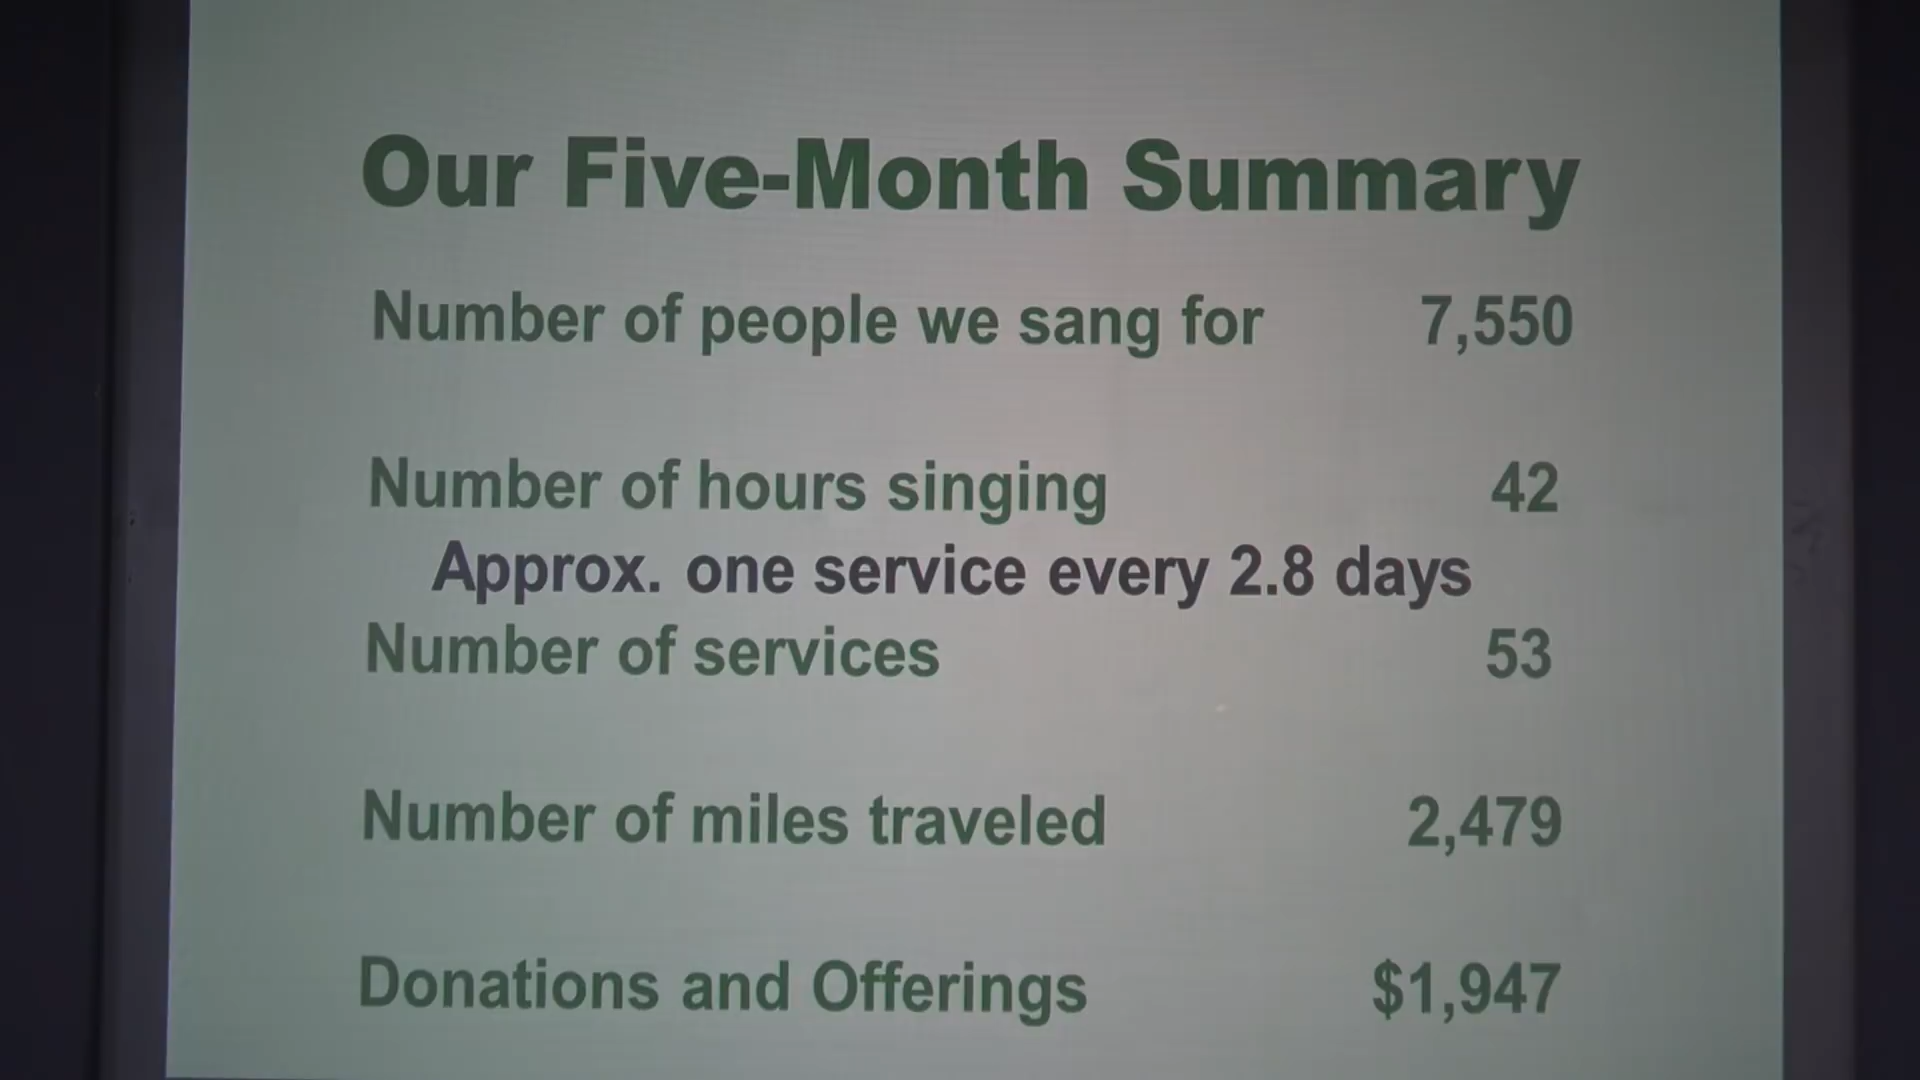 Our Five-Month Summary
Number of people we sang for 7,550
Number of hours singing 42
Approx. one service every 2.8 days
Number of services 53
Number of miles traveled 2,479
Donations and Offerings $1,947